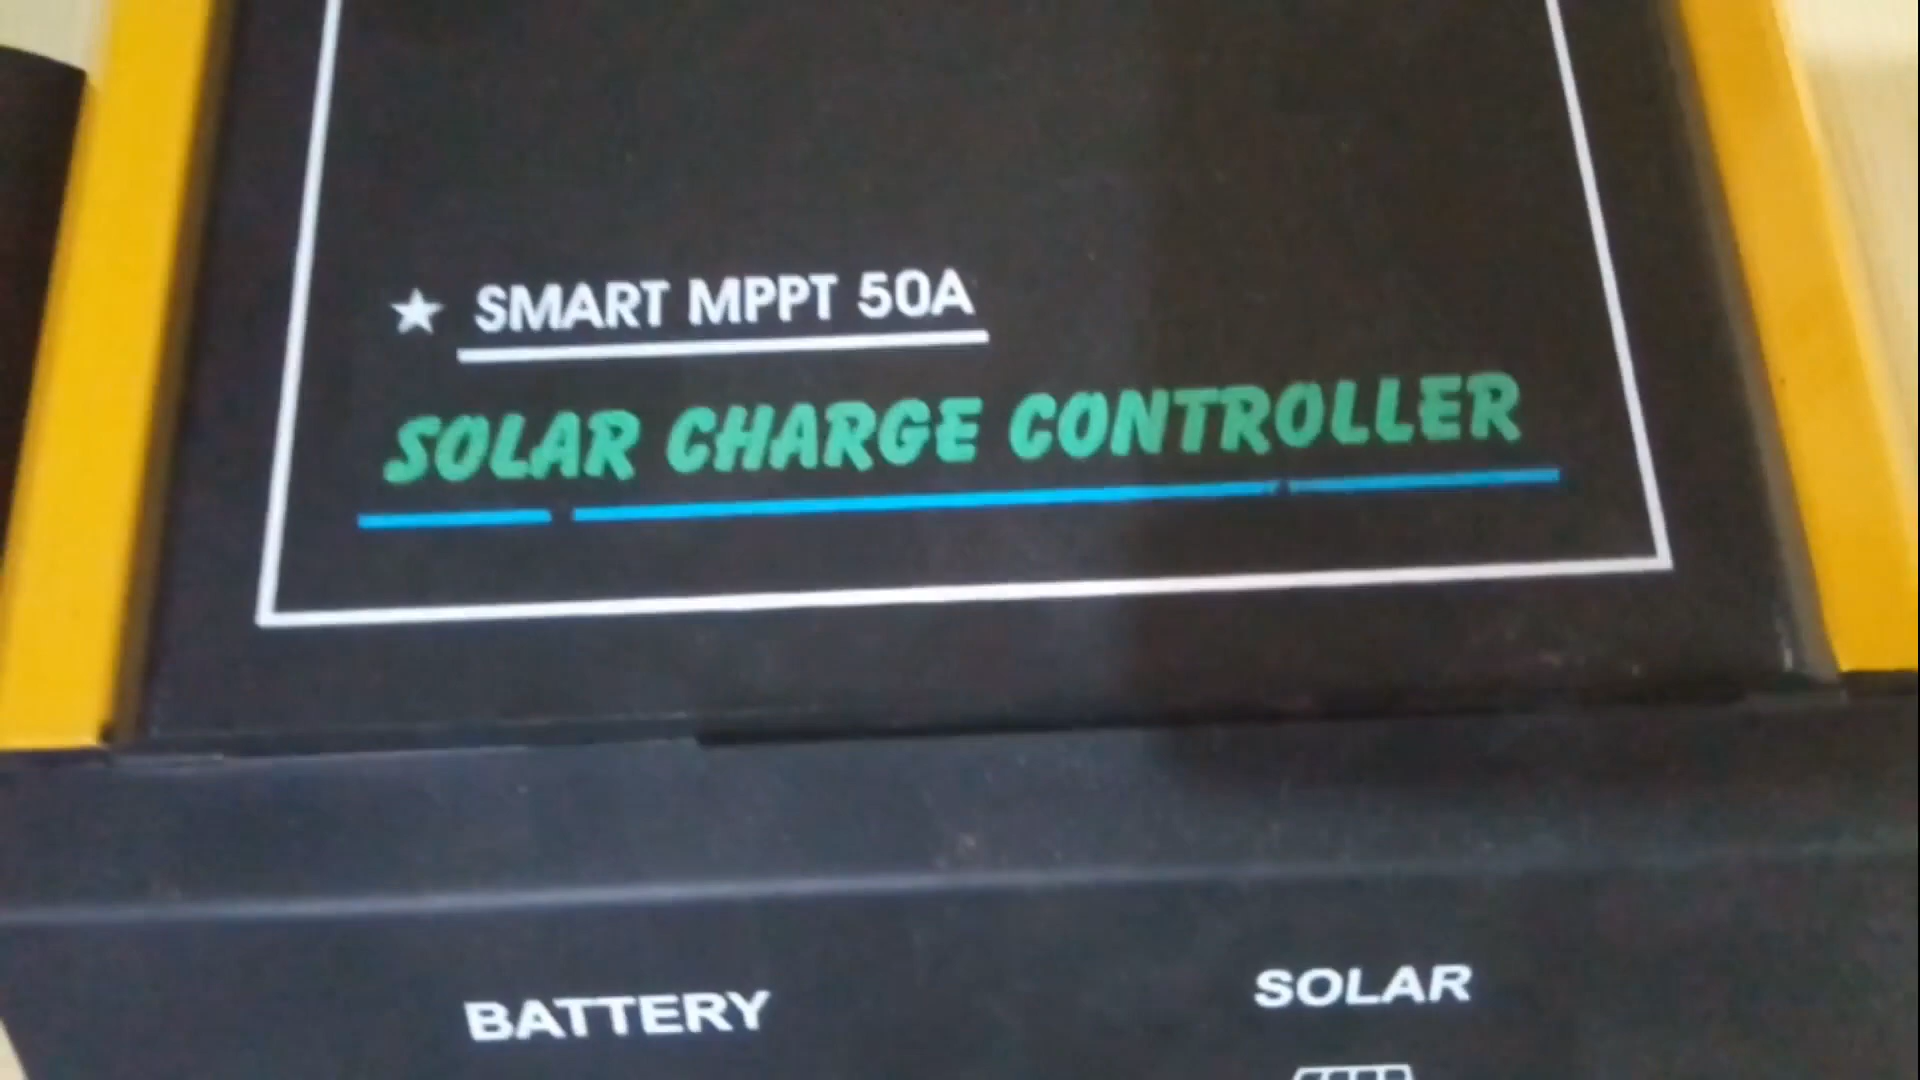 ★ SMART MPPT 50A
SOLAR CHARGE CONTROLLER
BATTERY
SOLAR